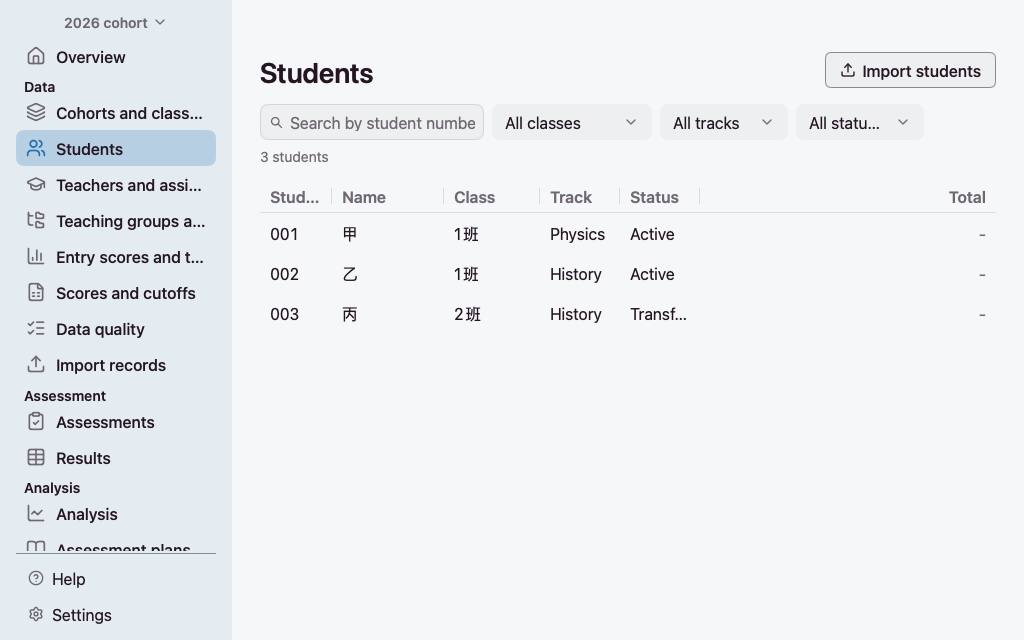 2026 cohort
Overview
Data
Cohorts and class...
Students
Teachers and assi...
Teaching groups a...
Entry scores and t...
Scores and cutoffs
Data quality
Import records
Assessment
Assessments
Results
Analysis
Analysis
Assessment plans
Help
Settings
Students
Import students
Search by student numbe
All classes
All tracks
All statu...
3 students
Stud... Name Class Track Status Total
001 甲 1班 Physics Active -
002 乙 1班 History Active -
003 丙 2班 History Transf... -